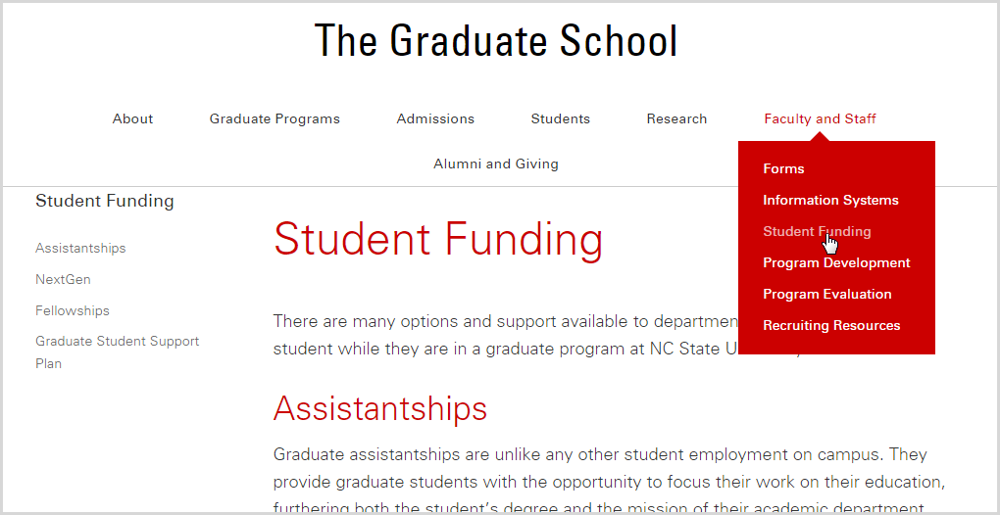 The Graduate School
About Graduate Programs Admissions Students Research Faculty and Staff
Alumni and Giving
Forms
Information Systems
Student Funding
Program Development
Program Evaluation
Recruiting Resources
Student Funding
Assistantships
NextGen
Fellowships
Graduate Student Support
Plan
Student Funding
There are many options and support available to
student while they are in a graduate program at NC State
Assistantships
Graduate assistantships are unlike any other student employment on campus. They
provide graduate students with the opportunity to focus their work on their education,
furthering both the student's degree and the mission of their academic department